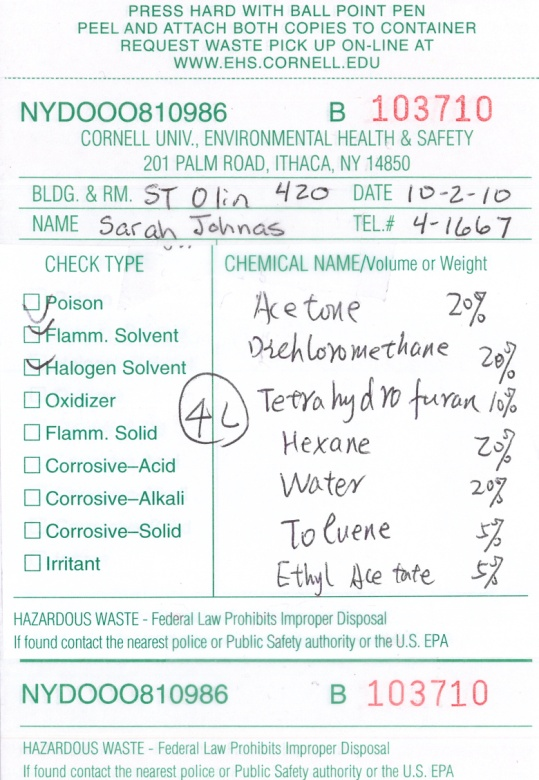 PRESS HARD WITH BALL POINT PEN
PEEL AND ATTACH BOTH COPIES TO CONTAINER
REQUEST WASTE PICK UP ON-LINE AT
WWW.EHS.CORNELL.EDU
NYDOOO810986 B 103710
CORNELL UNIV., ENVIRONMENTAL HEALTH & SAFETY
201 PALM ROAD, ITHACA, NY 14850
BLDG. & RM. ST Olin 420 DATE 10-2-10
NAME Sarah Johnas TEL.# 4-1667
CHECK TYPE CHEMICAL NAME/Volume or Weight
Poison
Flamm. Solvent
Halogen Solvent
Oxidizer
Flamm. Solid
Corrosive–Acid
Corrosive–Alkali
Corrosive–Solid
Irritant
4L
Acetone 20%
Dichloromethane 20%
Tetrahydrofuran 10%
Hexane 20%
Water 20%
Toluene 5%
Ethyl Acetate 5%
HAZARDOUS WASTE - Federal Law Prohibits Improper Disposal
If found contact the nearest police or Public Safety authority or the U.S. EPA
NYDOOO810986 B 103710
HAZARDOUS WASTE - Federal Law Prohibits Improper Disposal
If found contact the nearest police or Public Safety authority or the U.S. EPA